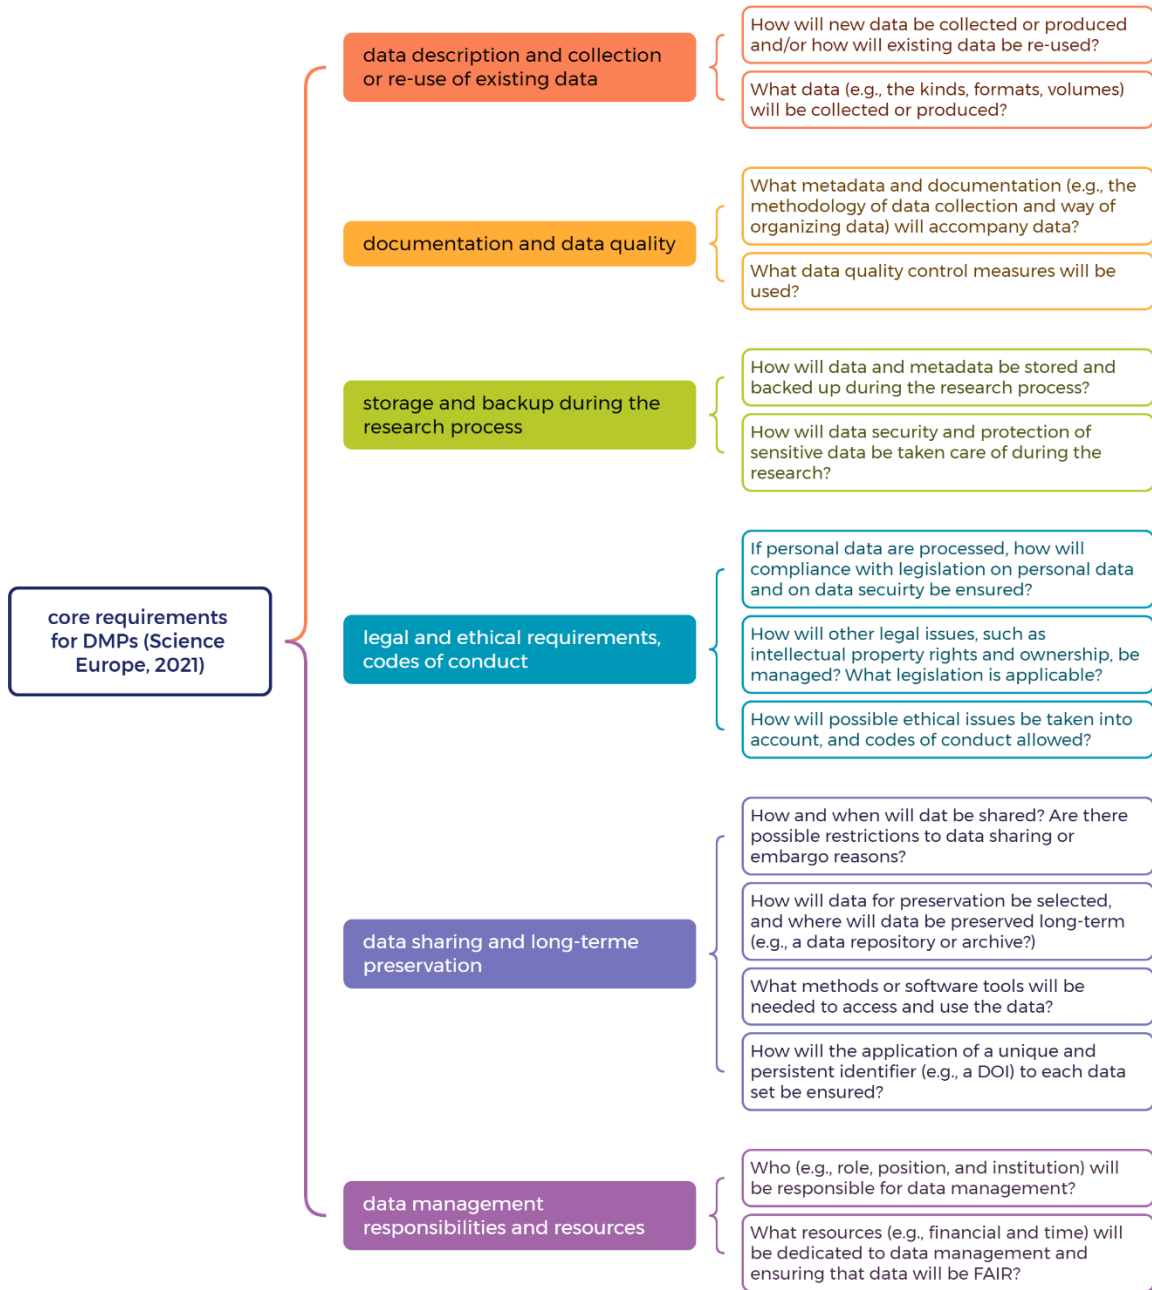 core requirements
for DMPs (Science
Europe, 2021)
data description and collection
or re-use of existing data
How will new data be collected or produced
and/or how will existing data be re-used?
What data (e.g., the kinds, formats, volumes)
will be collected or produced?
documentation and data quality
What metadata and documentation (e.g., the
methodology of data collection and way of
organizing data) will accompany data?
What data quality control measures will be
used?
storage and backup during the
research process
How will data and metadata be stored and
backed up during the research process?
How will data security and protection of
sensitive data be taken care of during the
research?
legal and ethical requirements,
codes of conduct
If personal data are processed, how will
compliance with legislation on personal data
and on data secuirty be ensured?
How will other legal issues, such as
intellectual property rights and ownership, be
managed? What legislation is applicable?
How will possible ethical issues be taken into
account, and codes of conduct allowed?
data sharing and long-terme
preservation
How and when will dat be shared? Are there
possible restrictions to data sharing or
embargo reasons?
How will data for preservation be selected,
and where will data be preserved long-term
(e.g., a data repository or archive?)
What methods or software tools will be
needed to access and use the data?
How will the application of a unique and
persistent identifier (e.g., a DOI) to each data
set be ensured?
data management
responsibilities and resources
Who (e.g., role, position, and institution) will
be responsible for data management?
What resources (e.g., financial and time) will
be dedicated to data management and
ensuring that data will be FAIR?